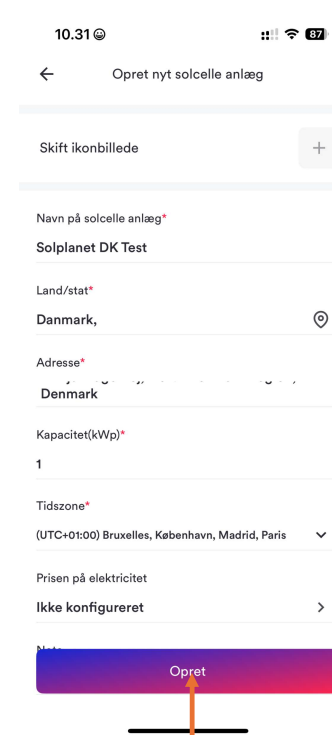 10.31
87
Opret nyt solcelle anlæg
Skift ikonbillede
Navn på solcelle anlæg*
Solplanet DK Test
Land/stat*
Danmark,
Adresse*
Denmark
Kapacitet(kWp)*
1
Tidszone*
(UTC+01:00) Bruxelles, København, Madrid, Paris
Prisen på elektricitet
Ikke konfigureret
Opret